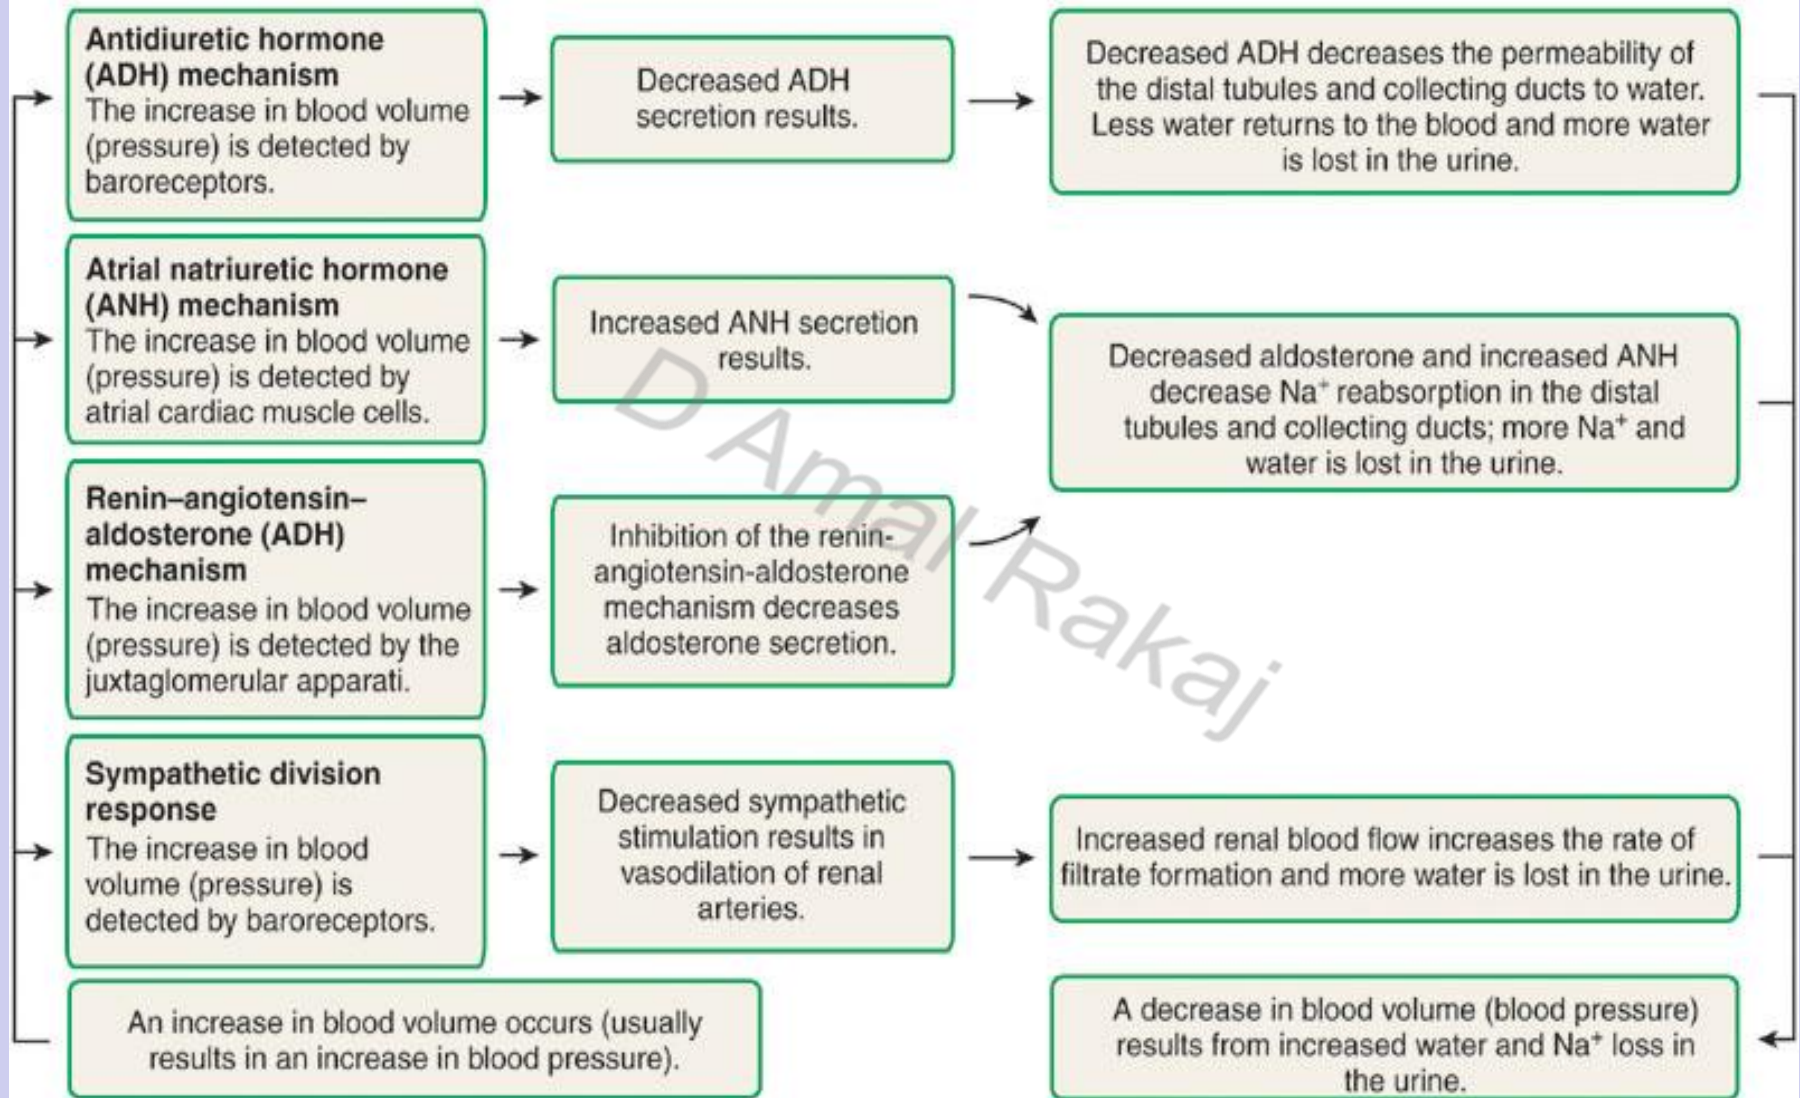 Antidiuretic hormone
(ADH) mechanism
The increase in blood volume
(pressure) is detected by
baroreceptors.
Decreased ADH
secretion results.
Decreased ADH decreases the permeability of
the distal tubules and collecting ducts to water.
Less water returns to the blood and more water
is lost in the urine.
Atrial natriuretic hormone
(ANH) mechanism
The increase in blood volume
(pressure) is detected by
atrial cardiac muscle cells.
Increased ANH secretion
results.
Decreased aldosterone and increased ANH
decrease Na⁺ reabsorption in the distal
tubules and collecting ducts; more Na⁺ and
water is lost in the urine.
Renin–angiotensin–
aldosterone (ADH)
mechanism
The increase in blood volume
(pressure) is detected by the
juxtaglomerular apparati.
Inhibition of the renin-
angiotensin-aldosterone
mechanism decreases
aldosterone secretion.
Sympathetic division
response
The increase in blood
volume (pressure) is
detected by baroreceptors.
Decreased sympathetic
stimulation results in
vasodilation of renal
arteries.
Increased renal blood flow increases the rate of
filtrate formation and more water is lost in the urine.
An increase in blood volume occurs (usually
results in an increase in blood pressure).
A decrease in blood volume (blood pressure)
results from increased water and Na⁺ loss in
the urine.
D Amal Rakaj